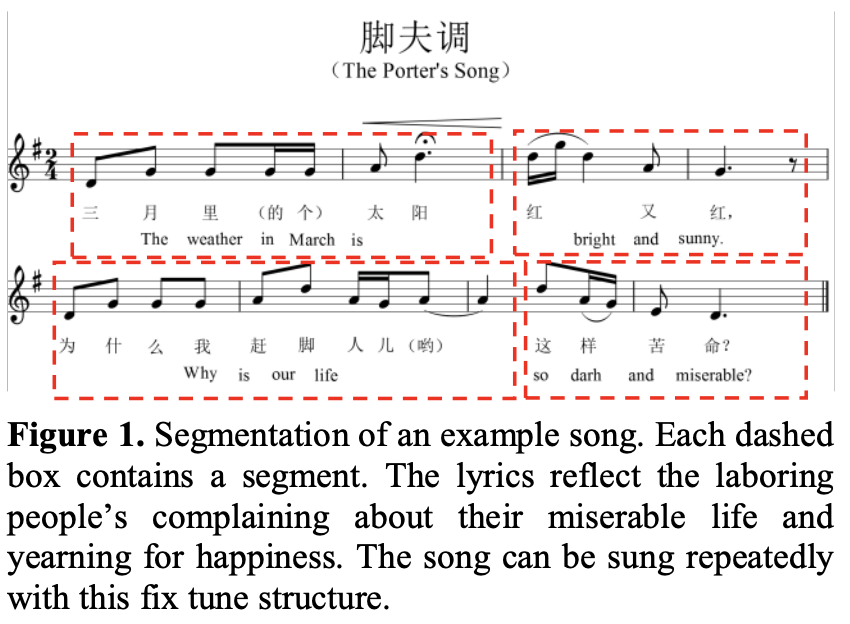 脚夫调
(The Porter's Song)
2
4
三 月 里 (的 个) 太 阳 红 又 红,
The weather in March is bright and sunny.
为 什 么 我 赶 脚 人 儿 (哟) 这 样 苦 命?
Why is our life so darh and miserable?
Figure 1. Segmentation of an example song. Each dashed
box contains a segment. The lyrics reflect the laboring
people's complaining about their miserable life and
yearning for happiness. The song can be sung repeatedly
with this fix tune structure.